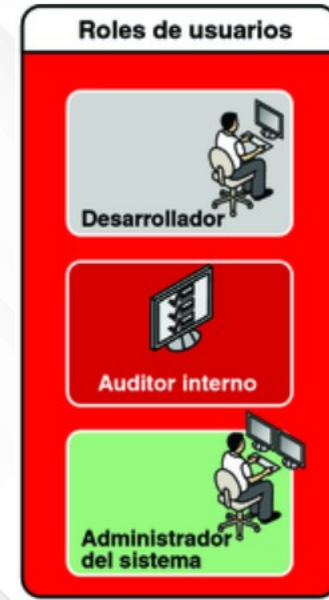 Roles de usuarios
Desarrollador
Auditor interno
Administrador
del sistema